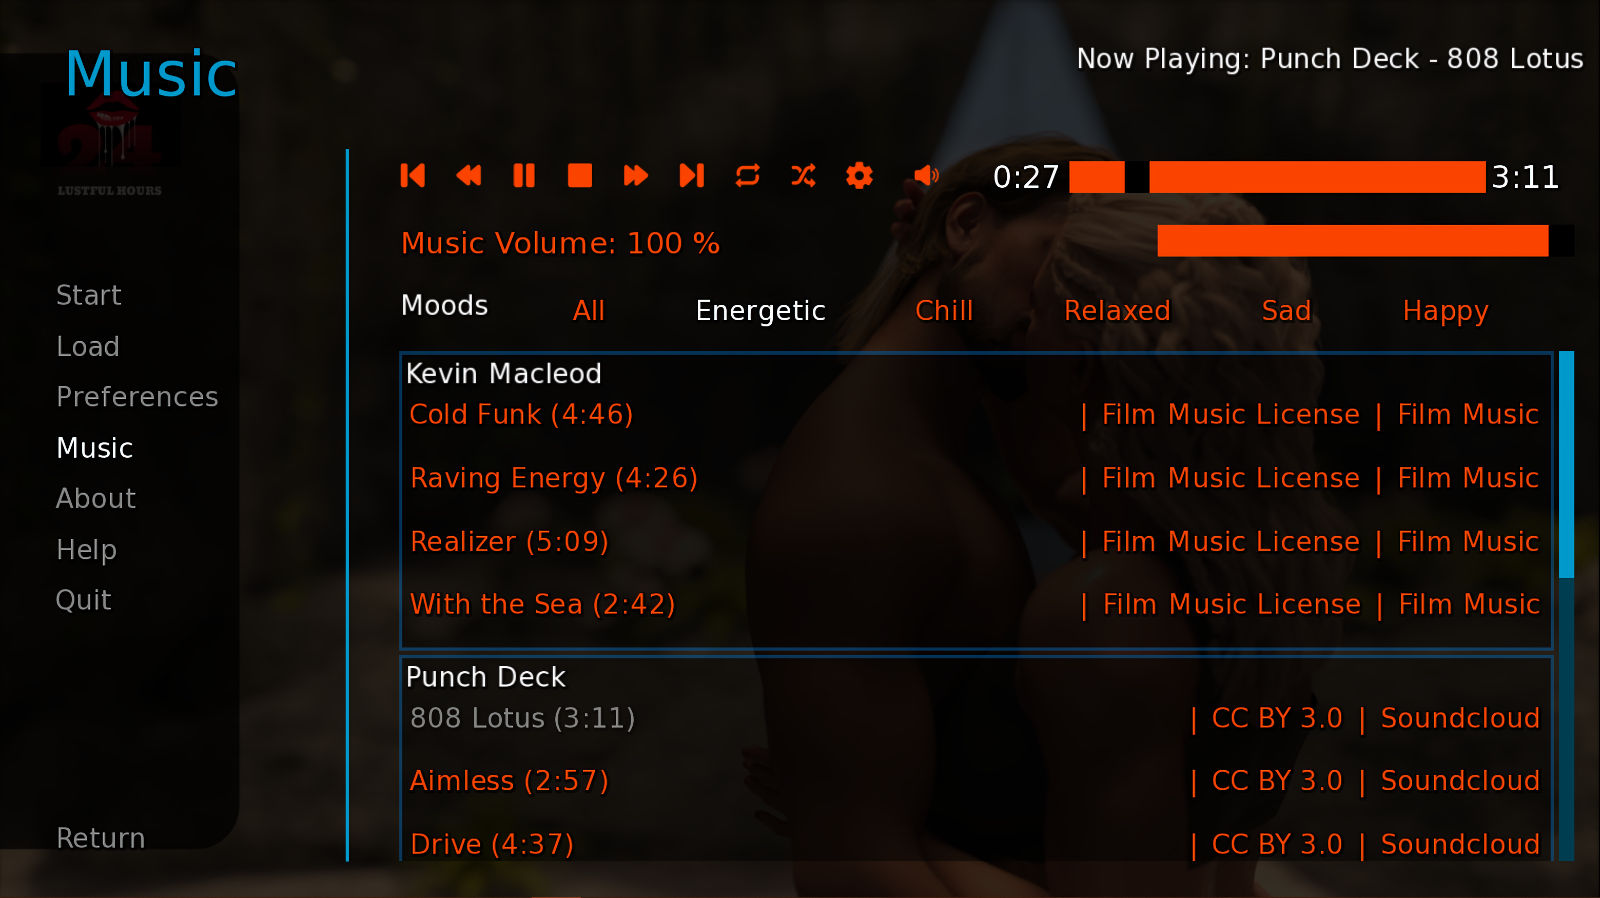 Music
Now Playing: Punch Deck - 808 Lotus
0:27
3:11
LUSTFUL HOURS
Music Volume: 100 %
Moods All Energetic Chill Relaxed Sad Happy
Start
Load
Preferences
Music
About
Help
Quit
Return
Kevin Macleod
Cold Funk (4:46) | Film Music License | Film Music
Raving Energy (4:26) | Film Music License | Film Music
Realizer (5:09) | Film Music License | Film Music
With the Sea (2:42) | Film Music License | Film Music
Punch Deck
808 Lotus (3:11) | CC BY 3.0 | Soundcloud
Aimless (2:57) | CC BY 3.0 | Soundcloud
Drive (4:37) | CC BY 3.0 | Soundcloud